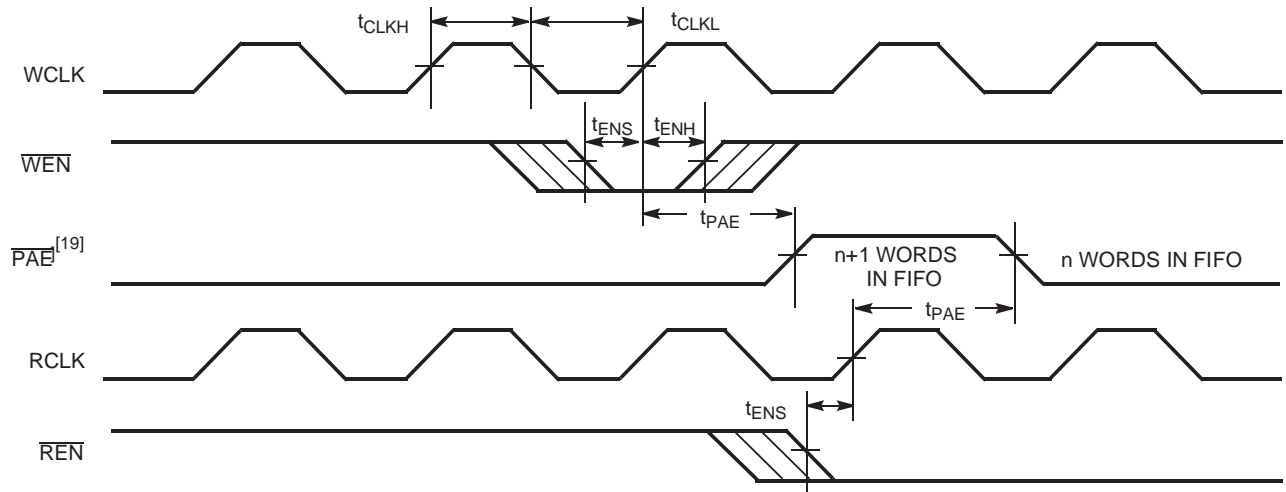 tCLKH
tCLKL
WCLK
tENS
tENH
WEN
tPAE
PAE[19]
n+1 WORDS
IN FIFO
n WORDS IN FIFO
tPAE
RCLK
tENS
REN